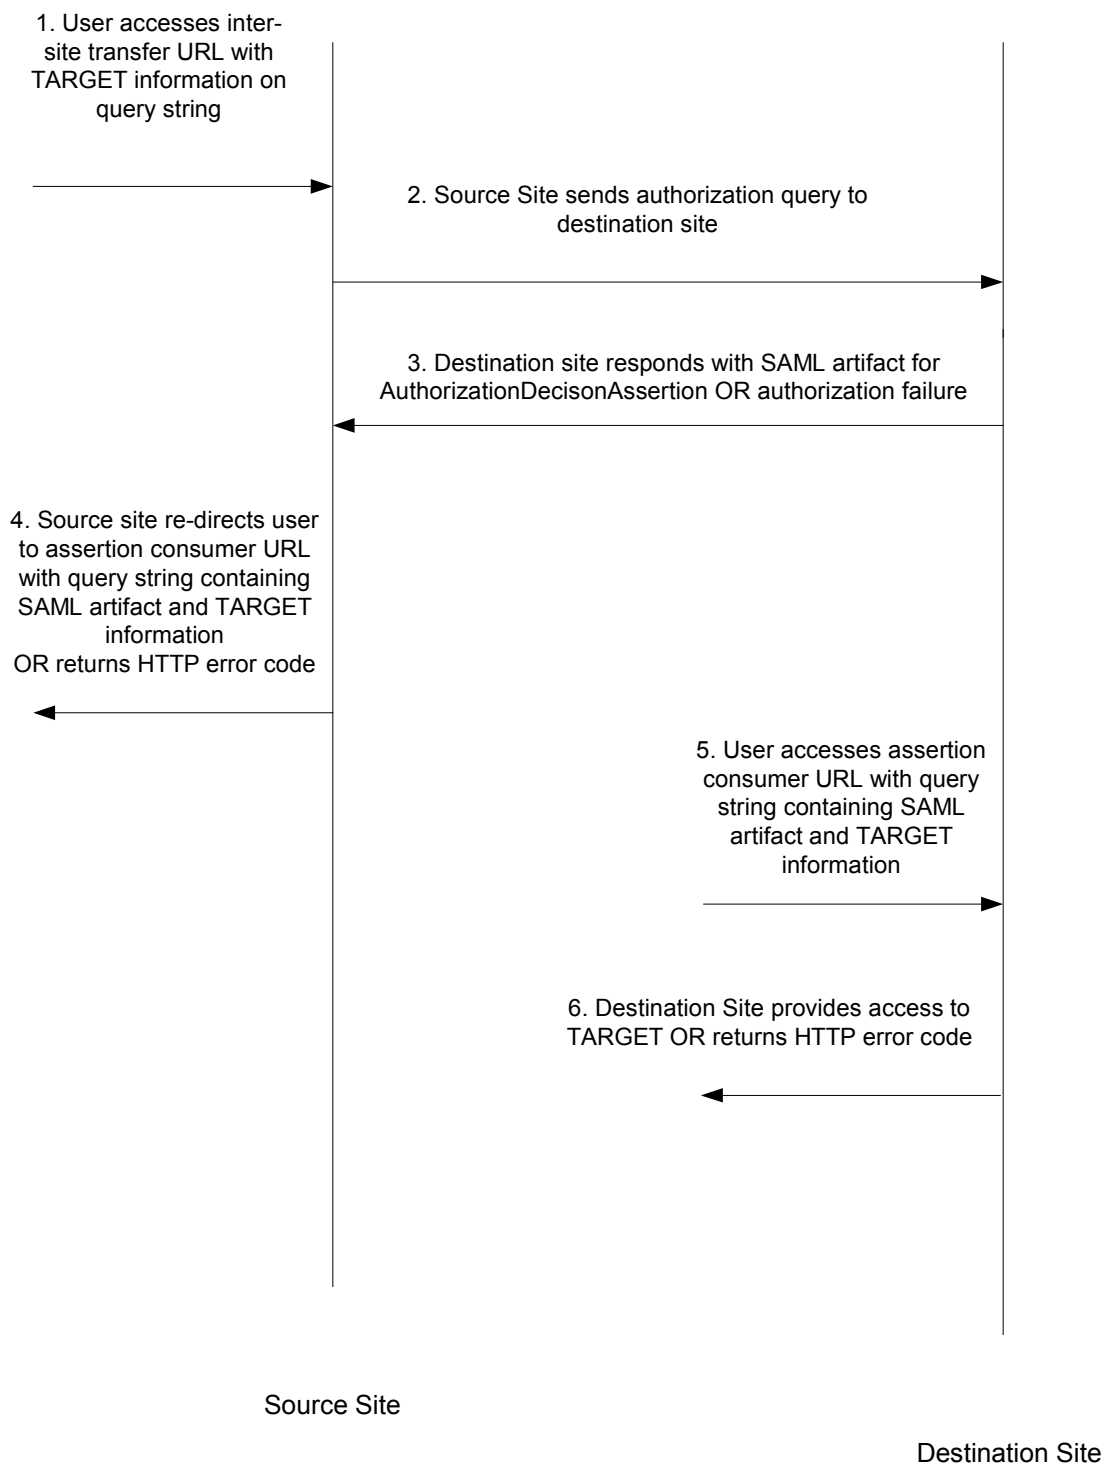 1. User accesses inter-
site transfer URL with
TARGET information on
query string
2. Source Site sends authorization query to
destination site
3. Destination site responds with SAML artifact for
AuthorizationDecisonAssertion OR authorization failure
4. Source site re-directs user
to assertion consumer URL
with query string containing
SAML artifact and TARGET
information
OR returns HTTP error code
5. User accesses assertion
consumer URL with query
string containing SAML
artifact and TARGET
information
6. Destination Site provides access to
TARGET OR returns HTTP error code
Source Site
Destination Site